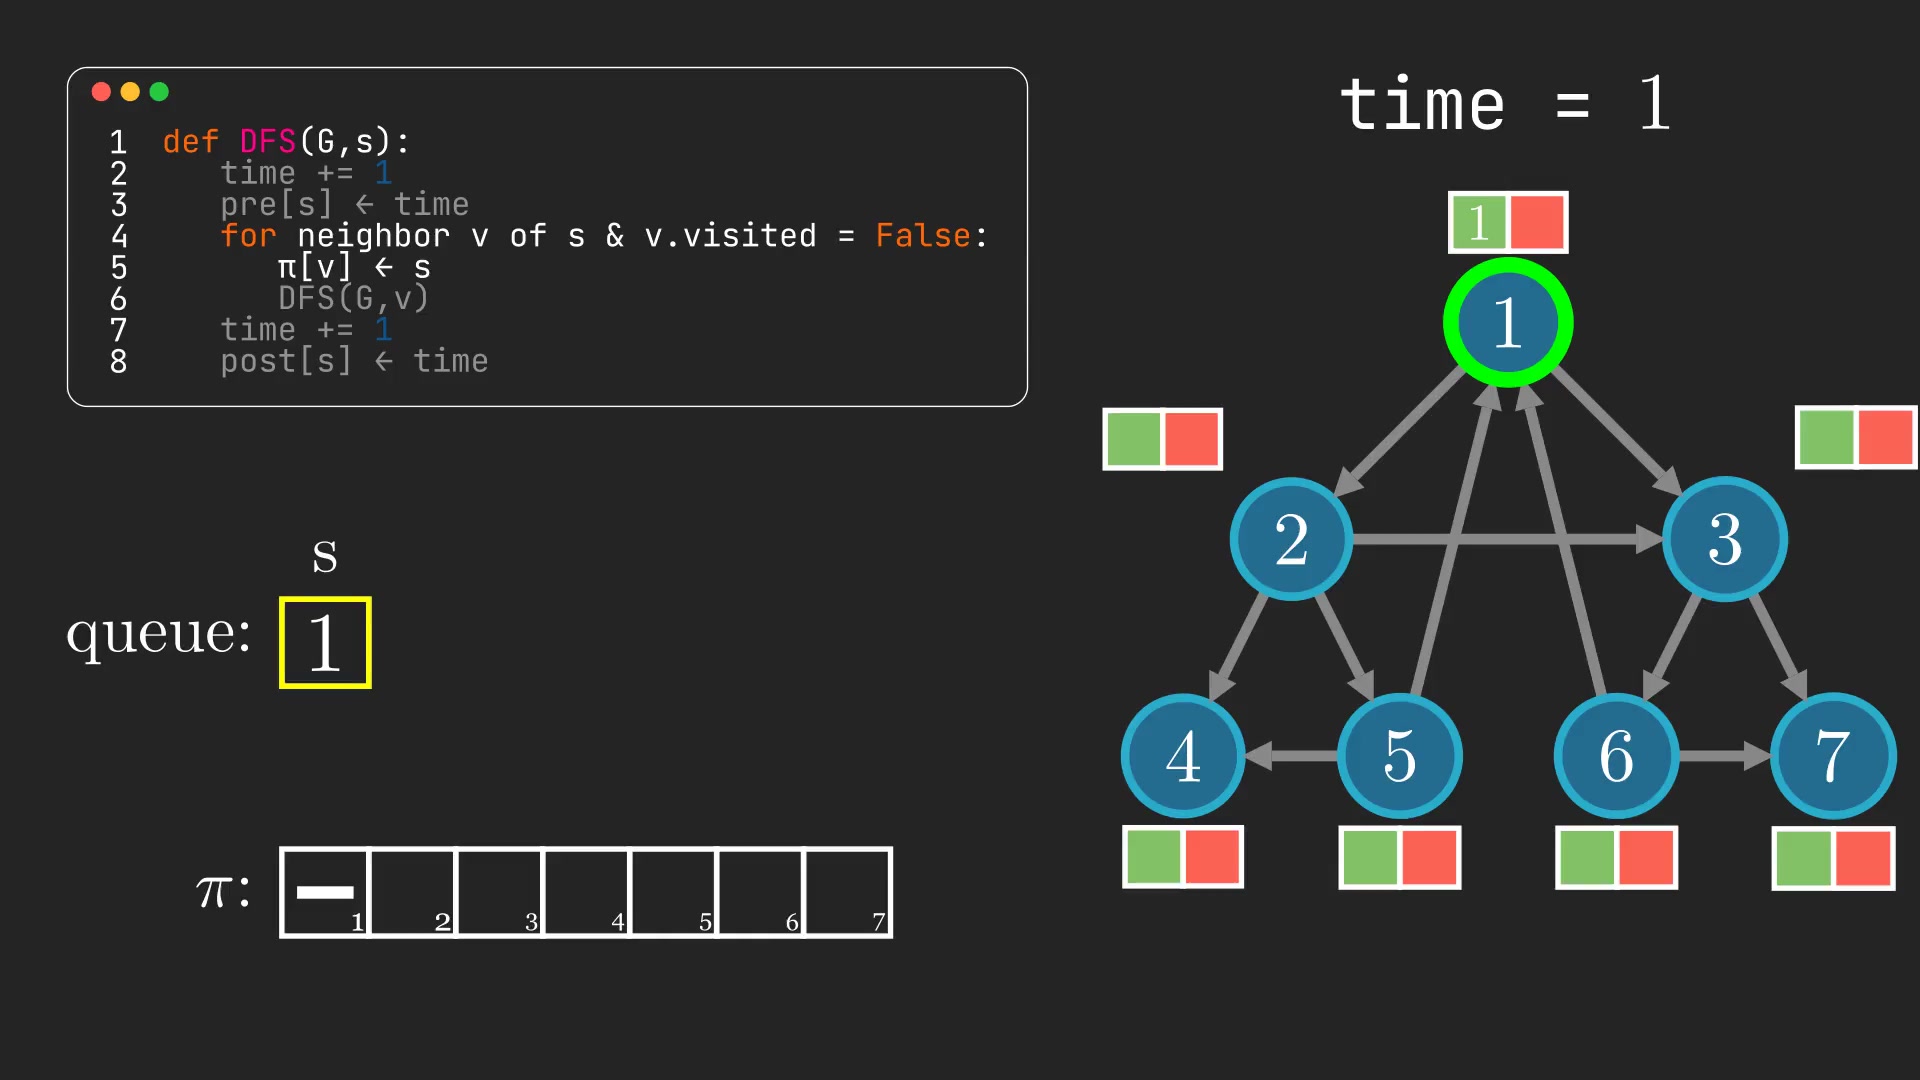 1 def DFS(G,s):
2 time += 1
3 pre[s] ← time
4 for neighbor v of s & v.visited = False:
5 π[v] ← s
6 DFS(G,v)
7 time += 1
8 post[s] ← time
time = 1
1
1
2
3
4
5
6
7
s
queue: 1
π: – 1 2 3 4 5 6 7